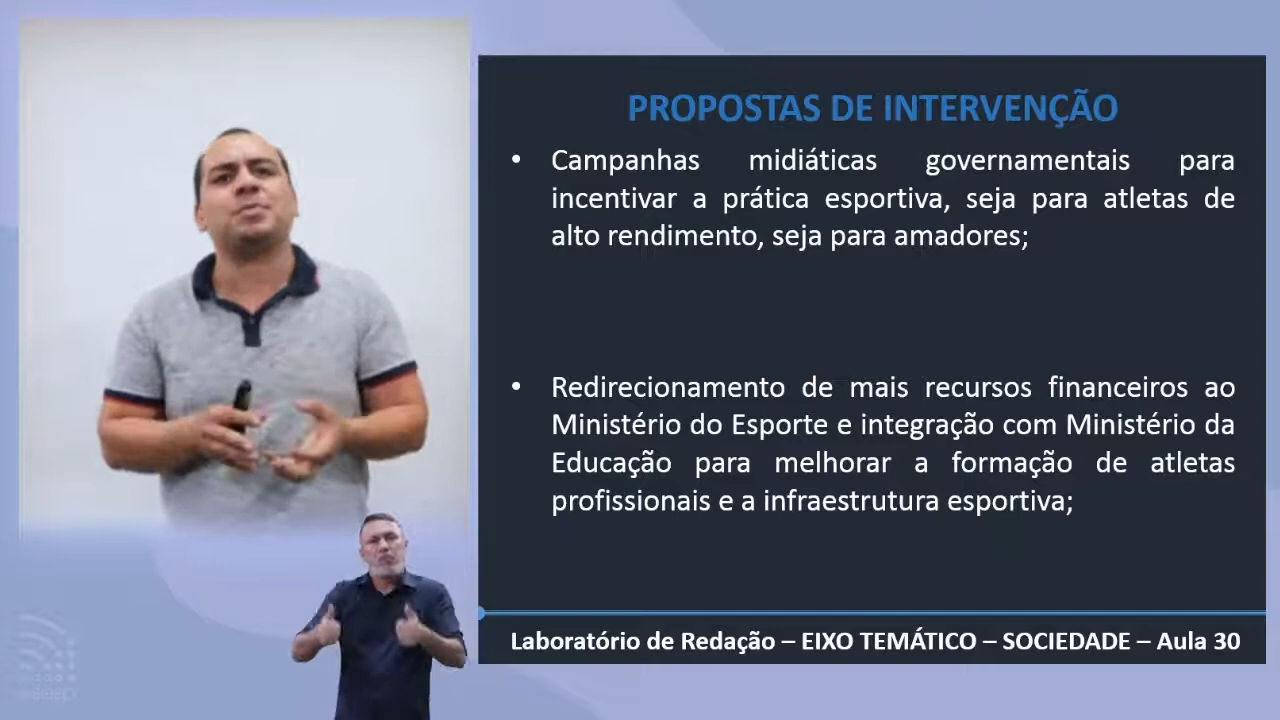 PROPOSTAS DE INTERVENÇÃO
• Campanhas midiáticas governamentais para
incentivar a prática esportiva, seja para atletas de
alto rendimento, seja para amadores;
• Redirecionamento de mais recursos financeiros ao
Ministério do Esporte e integração com Ministério da
Educação para melhorar a formação de atletas
profissionais e a infraestrutura esportiva;
Laboratório de Redação – EIXO TEMÁTICO – SOCIEDADE – Aula 30